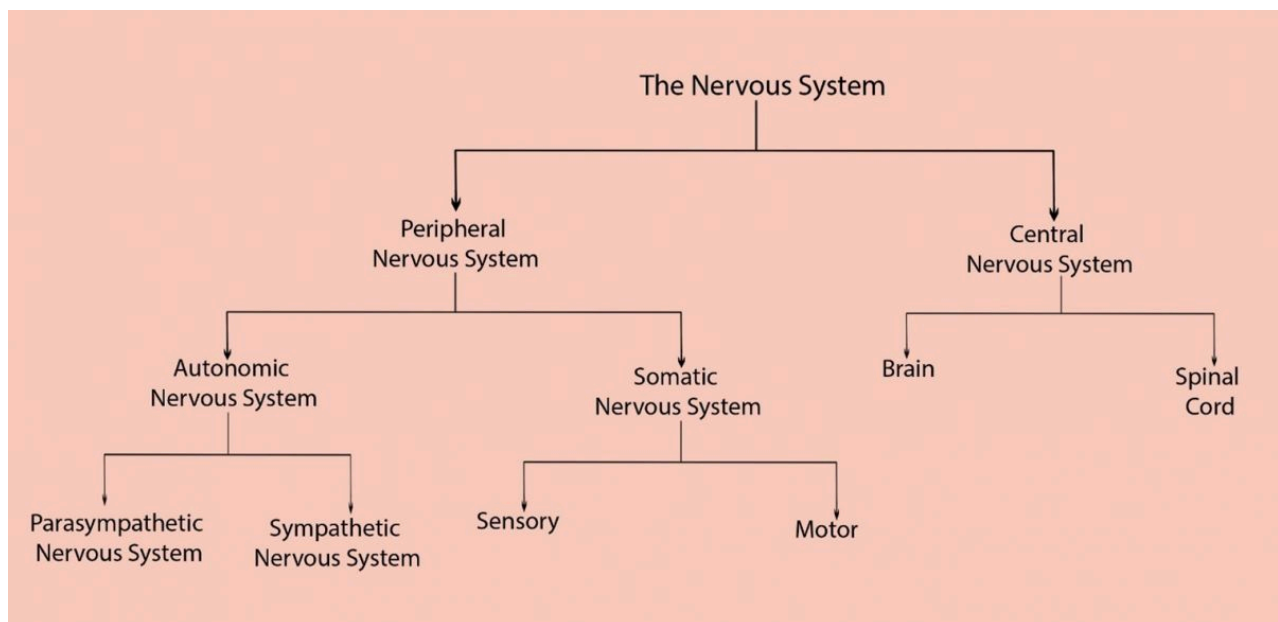 The Nervous System
Peripheral
Nervous System
Central
Nervous System
Autonomic
Nervous System
Somatic
Nervous System
Brain
Spinal
Cord
Parasympathetic
Nervous System
Sympathetic
Nervous System
Sensory
Motor